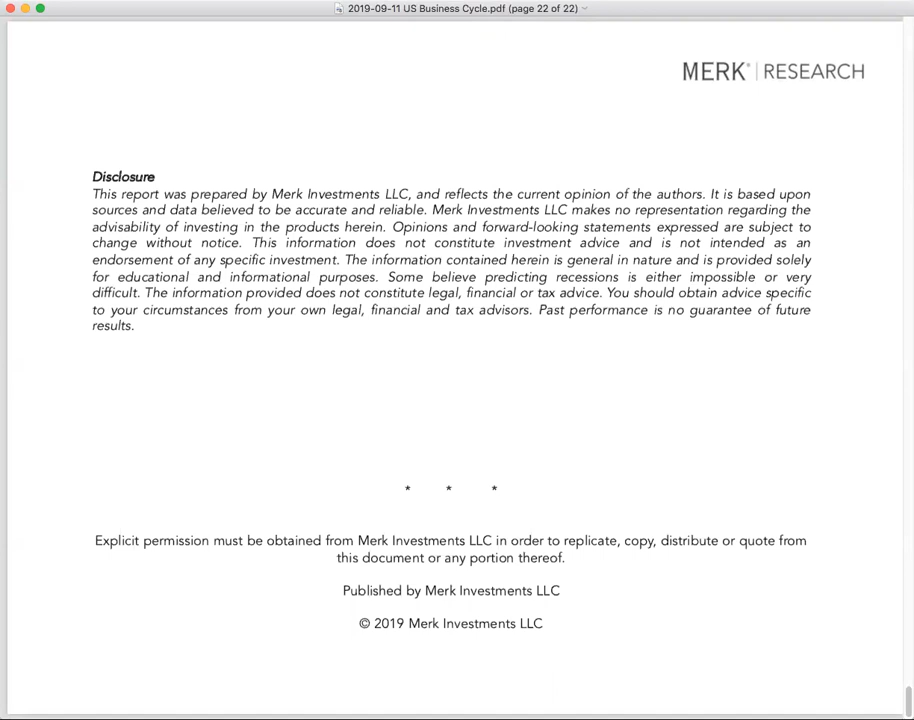 2019-09-11 US Business Cycle.pdf (page 22 of 22)
MERK® | RESEARCH
Disclosure
This report was prepared by Merk Investments LLC, and reflects the current opinion of the authors. It is based upon
sources and data believed to be accurate and reliable. Merk Investments LLC makes no representation regarding the
advisability of investing in the products herein. Opinions and forward-looking statements expressed are subject to
change without notice. This information does not constitute investment advice and is not intended as an
endorsement of any specific investment. The information contained herein is general in nature and is provided solely
for educational and informational purposes. Some believe predicting recessions is either impossible or very
difficult. The information provided does not constitute legal, financial or tax advice. You should obtain advice specific
to your circumstances from your own legal, financial and tax advisors. Past performance is no guarantee of future
results.
* * *
Explicit permission must be obtained from Merk Investments LLC in order to replicate, copy, distribute or quote from
this document or any portion thereof.
Published by Merk Investments LLC
© 2019 Merk Investments LLC